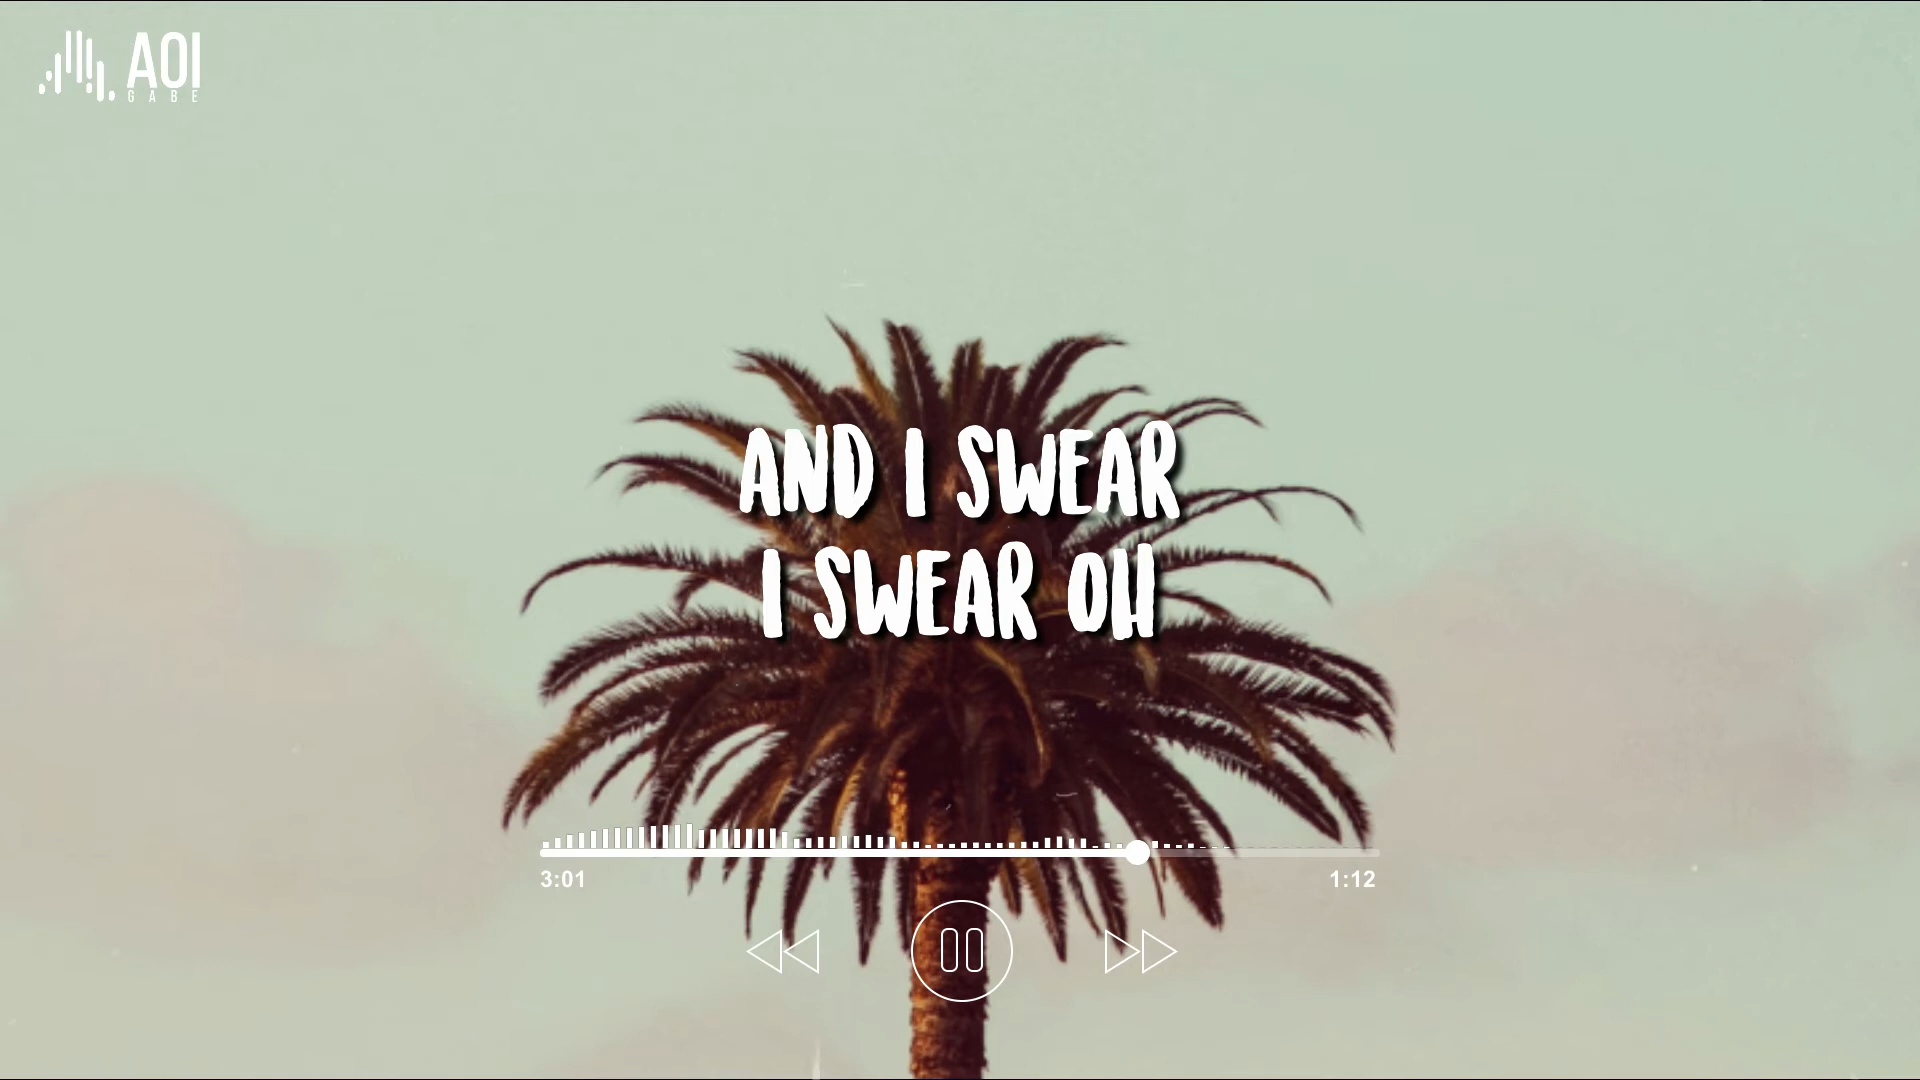 AOI
GABE
AND I SWEAR
I SWEAR OH
3:01
1:12